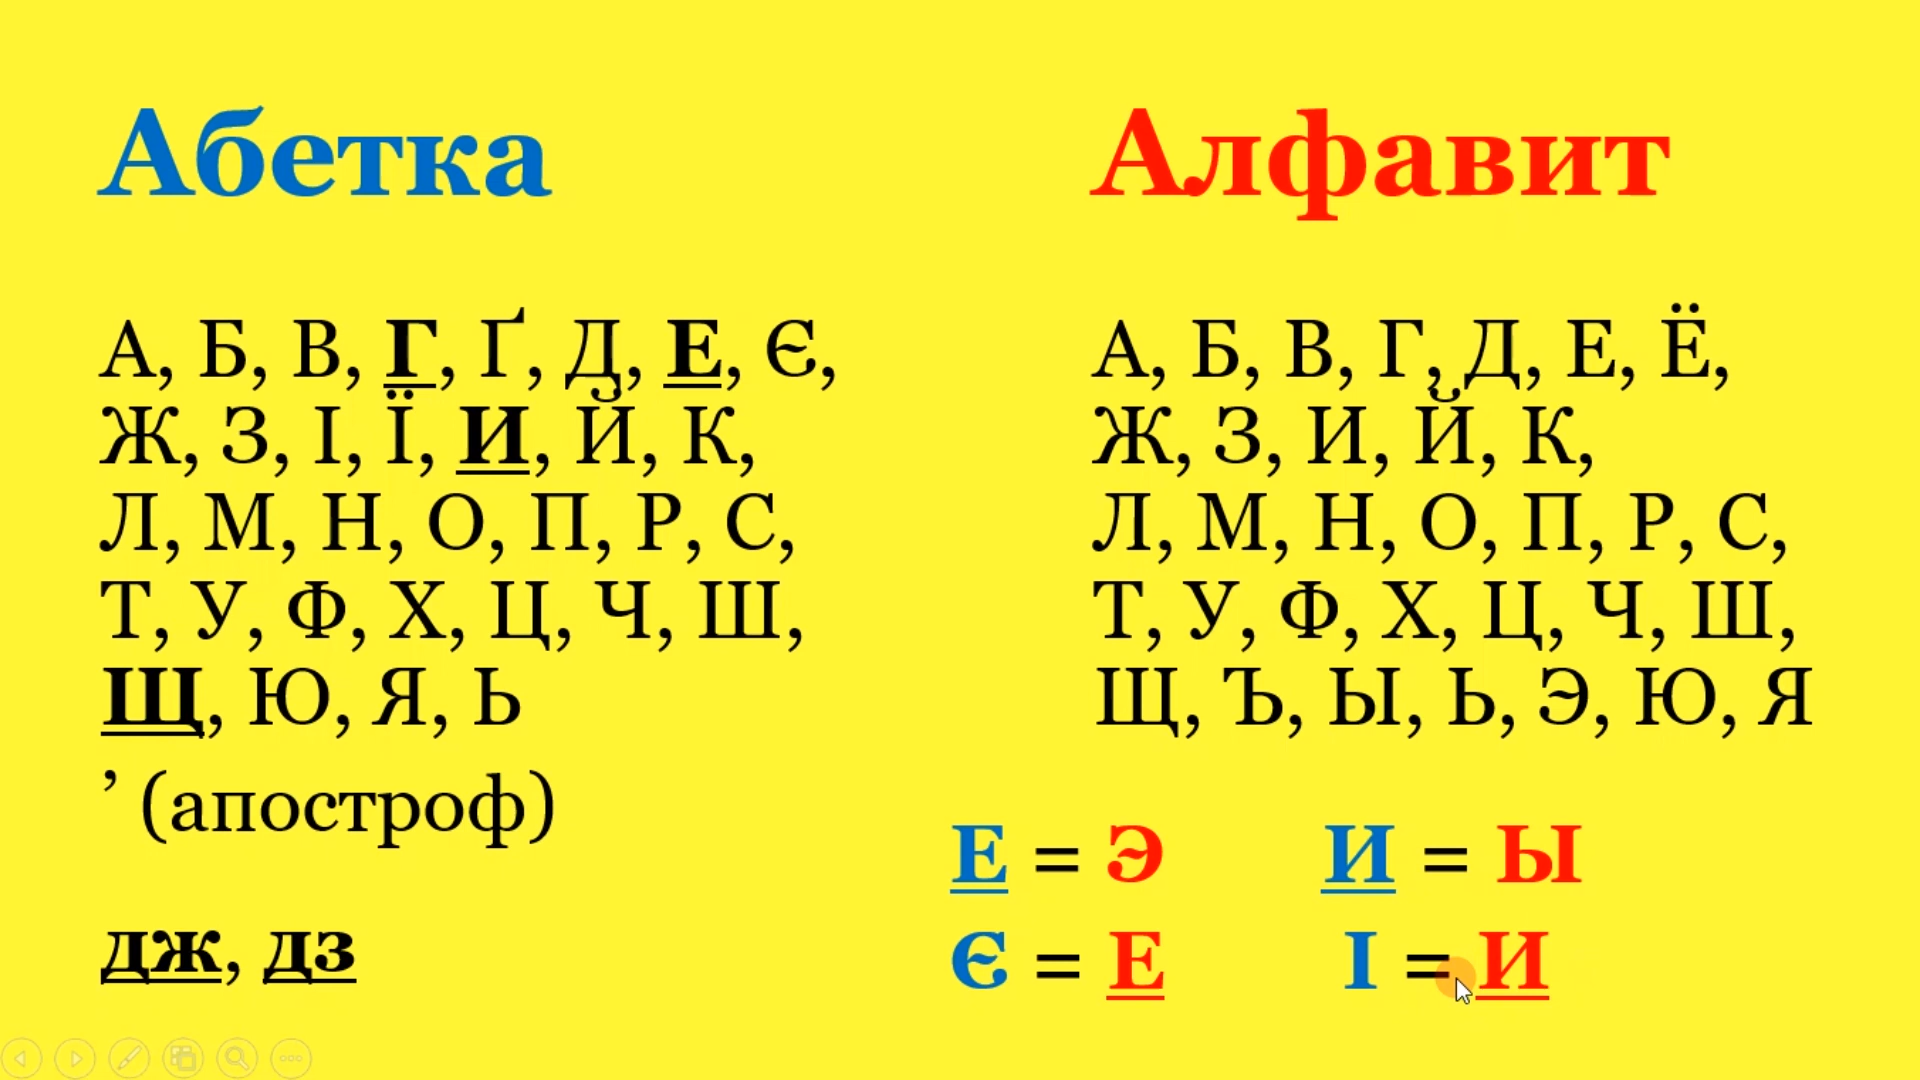 Абетка
А, Б, В, Г, Ґ, Д, Е, Є,
Ж, З, І, Ї, И, Й, К,
Л, М, Н, О, П, Р, С,
Т, У, Ф, Х, Ц, Ч, Ш,
Щ, Ю, Я, Ь
’ (апостроф)
дж, дз
Алфавит
А, Б, В, Г, Д, Е, Ё,
Ж, З, И, Й, К,
Л, М, Н, О, П, Р, С,
Т, У, Ф, Х, Ц, Ч, Ш,
Щ, Ъ, Ы, Ь, Э, Ю, Я
Е = Э И = Ы
Є = Е І = И